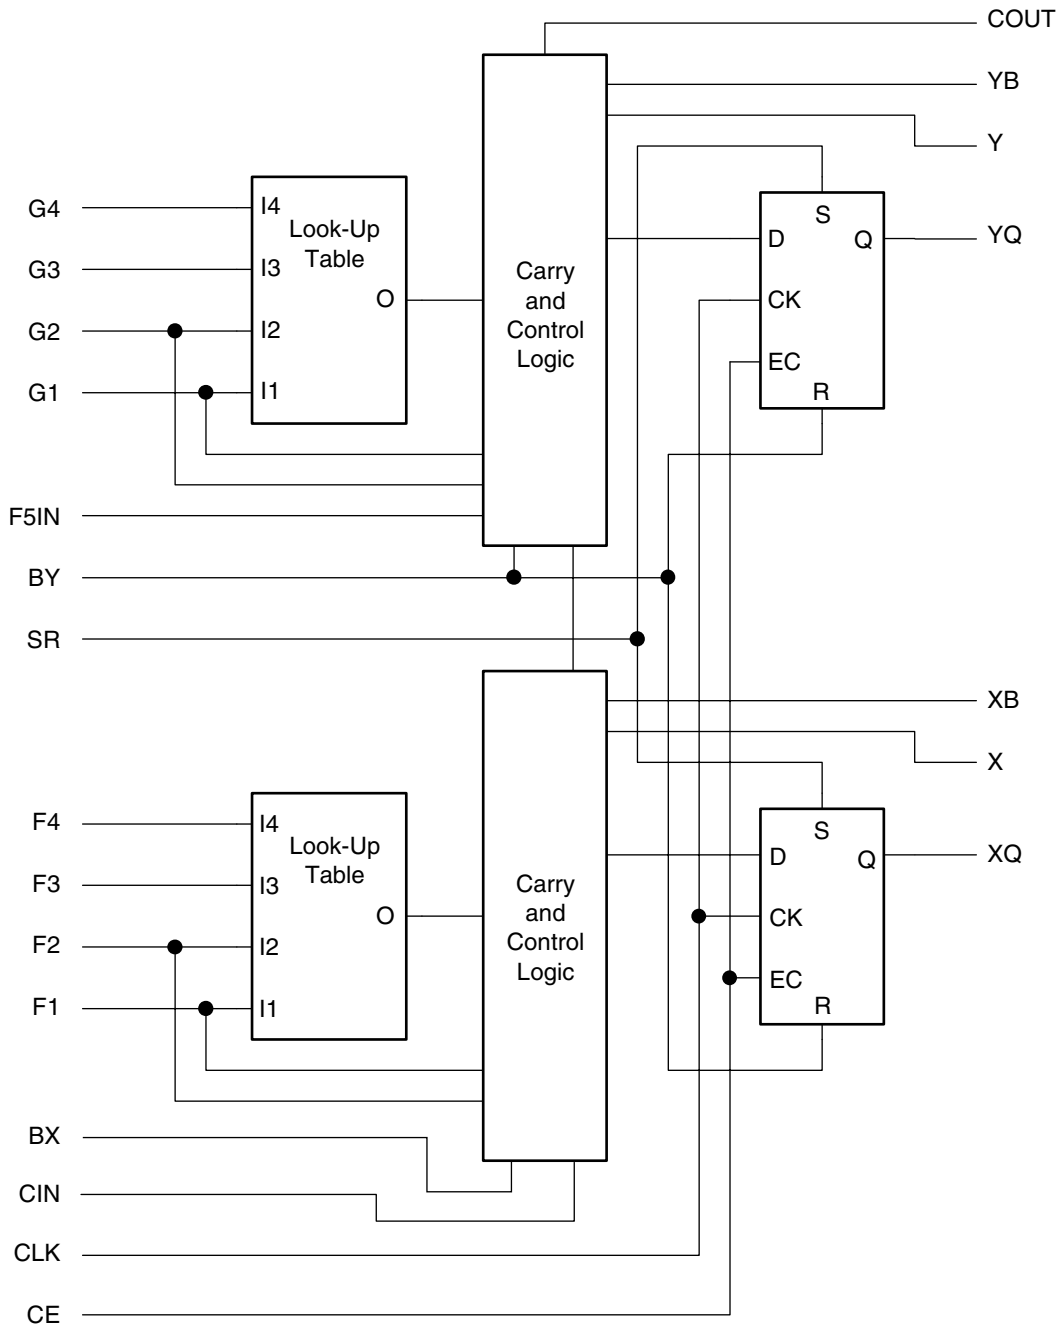 COUT
YB
Y
G4
I4
Look-Up
Table
S
D
Q
YQ
G3
I3
Carry
and
Control
Logic
O
CK
G2
I2
EC
G1
I1
R
F5IN
BY
SR
XB
X
F4
I4
Look-Up
Table
S
D
Q
XQ
F3
I3
Carry
and
Control
Logic
O
CK
F2
I2
EC
F1
I1
R
BX
CIN
CLK
CE